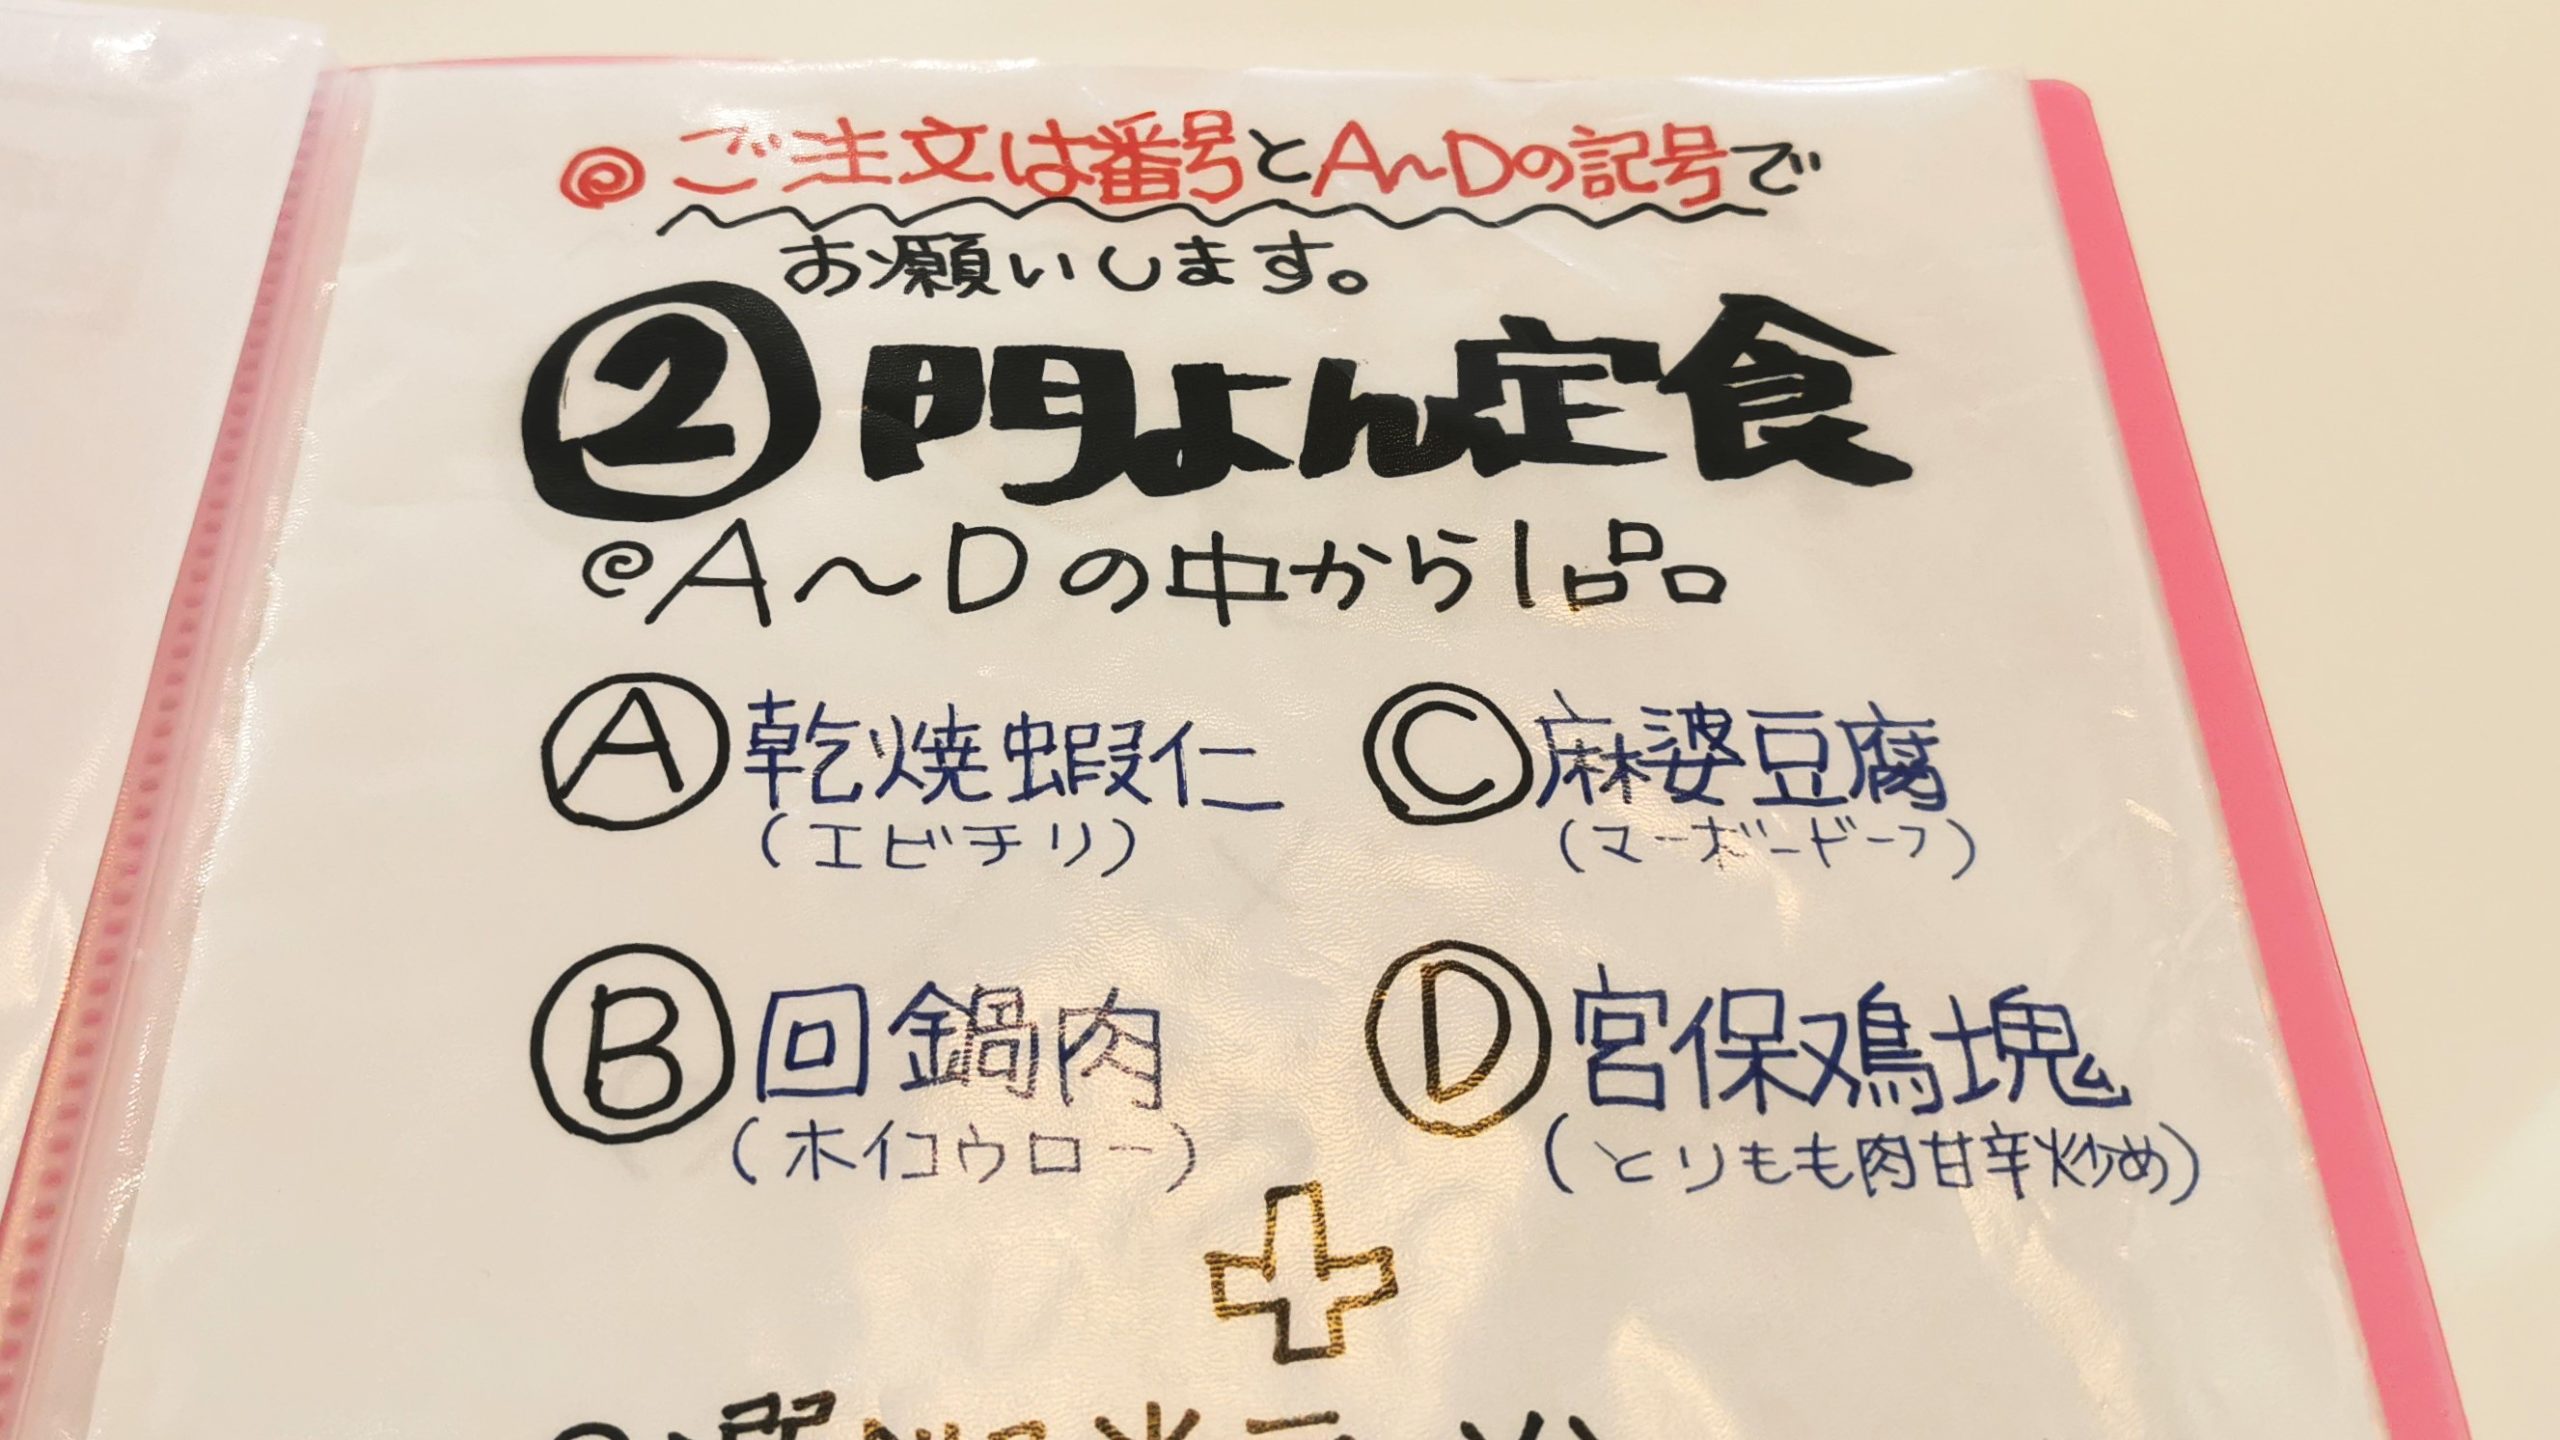 ◎ご注文は番号とA～Dの記号で
お願いします。
②門よん定食
◎A～Dの中から1品
Ⓐ乾焼蝦仁
(エビチリ)
Ⓑ回鍋肉
(ホイコウロー)
Ⓒ麻婆豆腐
(マーボードーフ)
Ⓓ宮保鳮塊
(とりもも肉甘辛炒め)
+